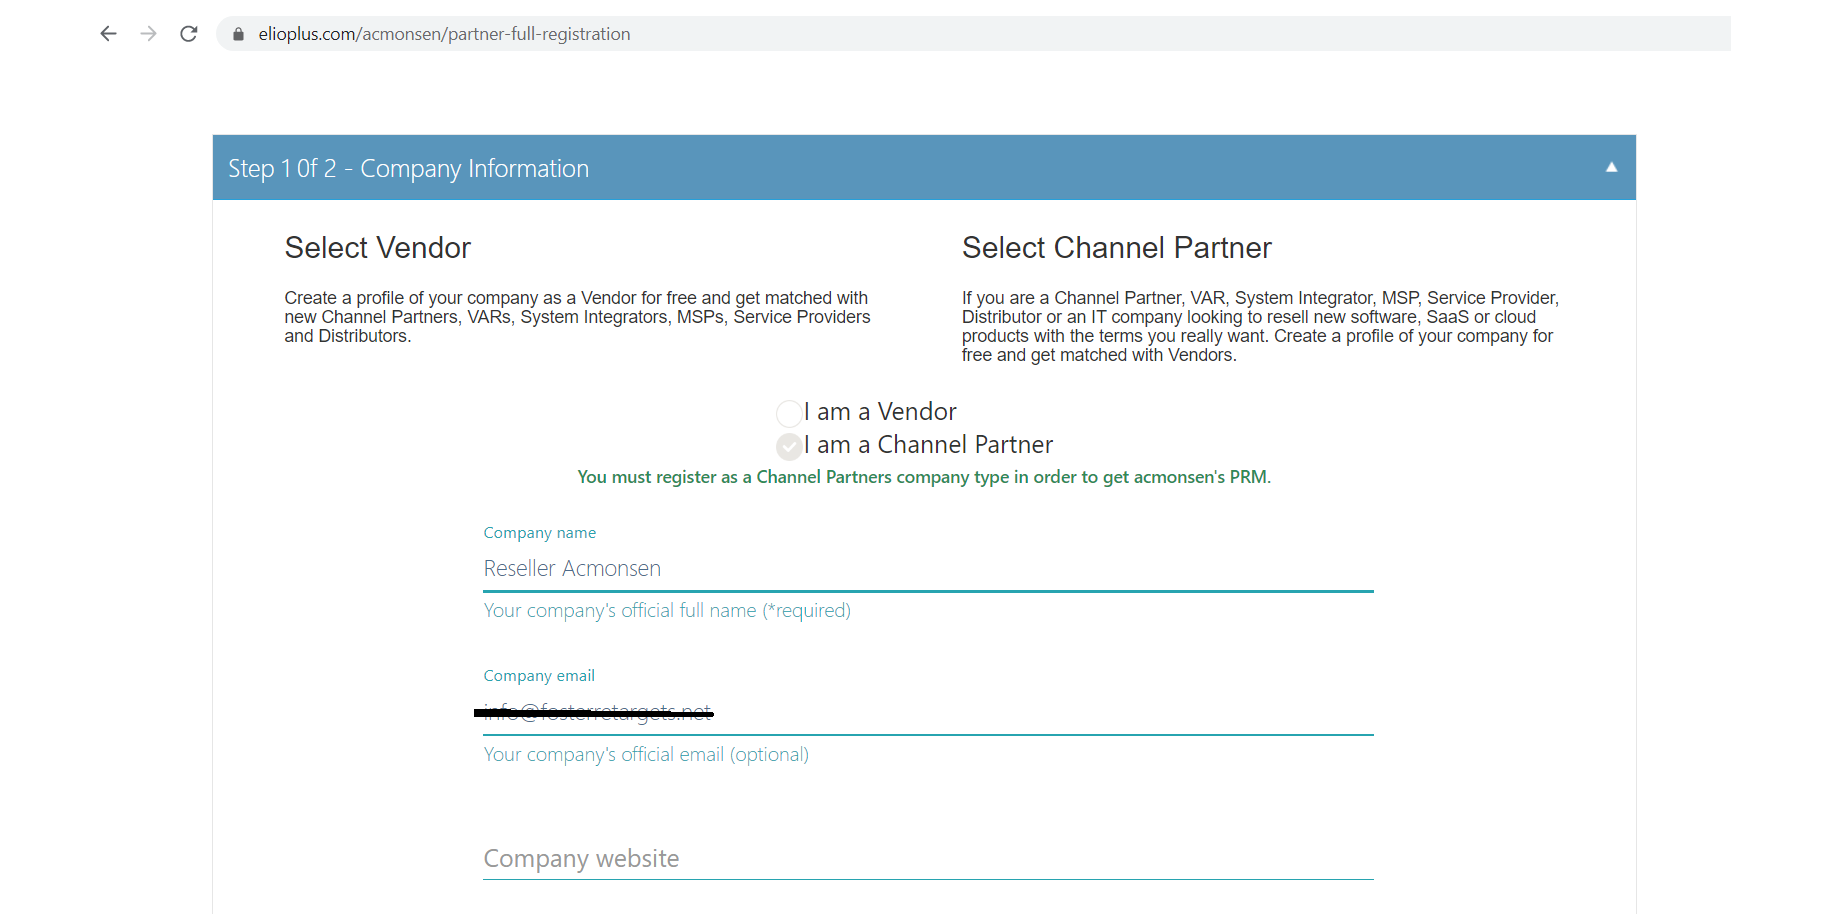 elioplus.com/acmonsen/partner-full-registration
Step 1 Of 2 - Company Information
Select Vendor
Create a profile of your company as a Vendor for free and get matched with
new Channel Partners, VARs, System Integrators, MSPs, Service Providers
and Distributors.
Select Channel Partner
If you are a Channel Partner, VAR, System Integrator, MSP, Service Provider,
Distributor or an IT company looking to resell new software, SaaS or cloud
products with the terms you really want. Create a profile of your company for
free and get matched with Vendors.
I am a Vendor
I am a Channel Partner
You must register as a Channel Partners company type in order to get acmonsen's PRM.
Company name
Reseller Acmonsen
Your company's official full name (*required)
Company email
Your company's official email (optional)
Company website